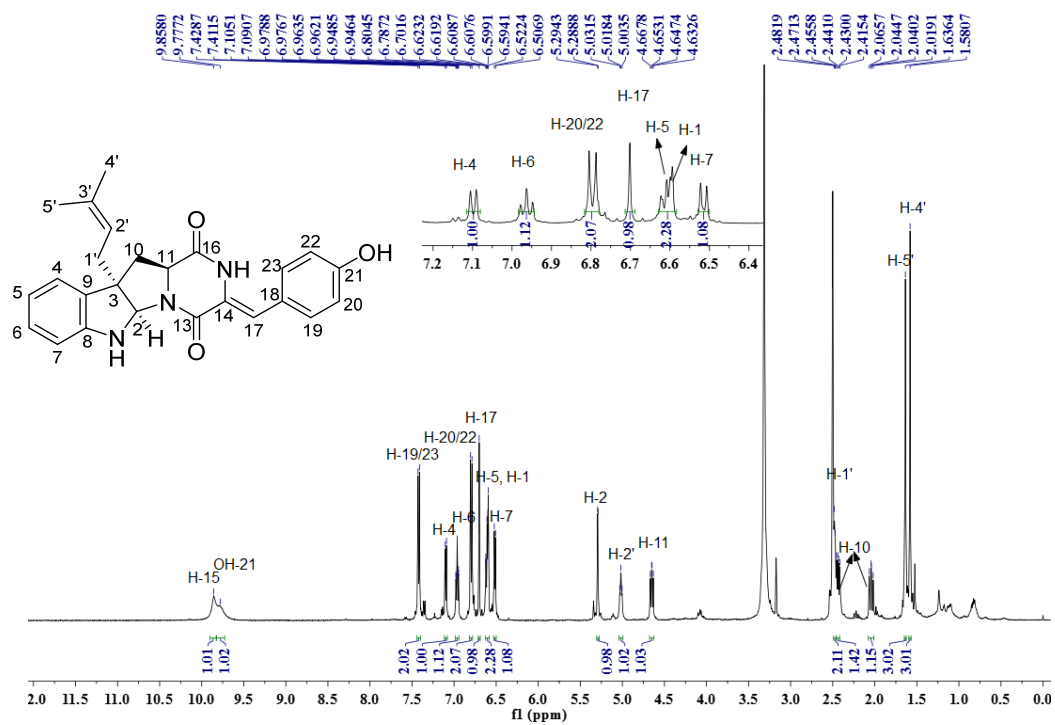 9.8580
9.7772
7.4287
7.4115
7.1051
7.0907
6.9788
6.9767
6.9635
6.9621
6.9485
6.9464
6.8045
6.7872
6.7016
6.6232
6.6192
6.6087
6.6076
6.5991
6.5941
6.5224
6.5069
5.2943
5.2888
5.0315
5.0184
5.0035
4.6678
4.6531
4.6474
4.6326
2.4819
2.4713
2.4558
2.4410
2.4300
2.4154
2.0657
2.0447
2.0402
2.0191
1.6364
1.5807
H-17
H-20/22
H-5
H-1
H-4
H-6
H-7
1.00
1.12
2.07
0.98
2.28
1.08
7.2 7.1 7.0 6.9 6.8 6.7 6.6 6.5 6.4
4'
3'
5'
2'
1'
10
O
16
11
NH
22
OH
23
21
4
9
5
3
18
20
N
14
6
2
13
17
19
8
7
N
H
H
O
H-4'
H-5'
H-17
H-20/22
H-19/23
H-5, H-1
H-6
H-7
H-4
H-2
H-2'
H-11
H-1'
H-10
OH-21
H-15
1.01
1.02
2.02
1.00
1.12
2.07
0.98
2.28
1.08
0.98
1.02
1.03
2.11
1.42
1.15
3.02
3.01
2.0 11.0 10.0 9.0 8.5 8.0 7.5 7.0 6.5 6.0 5.5 5.0 4.5 4.0 3.5 3.0 2.5 2.0 1.5 1.0 0.5 0.0
f1 (ppm)